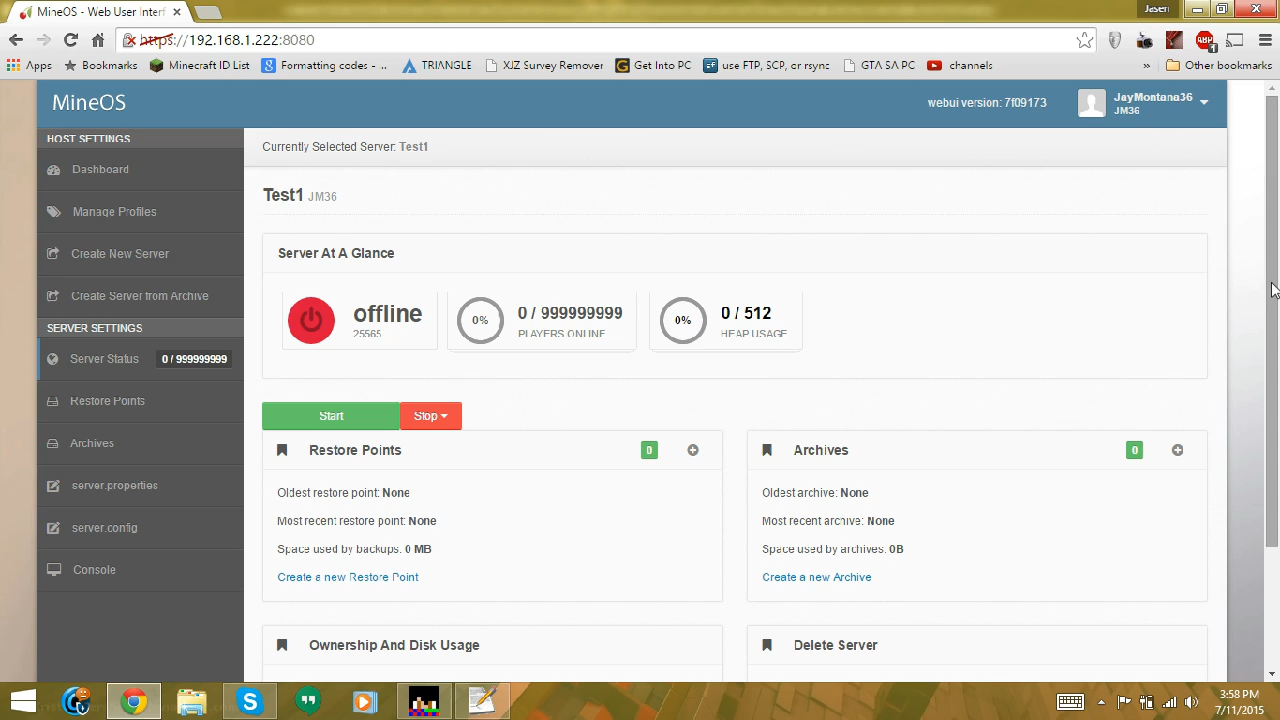 MineOS - Web User Interf
Jasen
https://192.168.1.222:8080
Apps
Bookmarks
Minecraft ID List
Formatting codes - ...
TRIANGLE
XJZ Survey Remover
Get Into PC
use FTP, SCP, or rsync
GTA SA PC
channels
»
Other bookmarks
MineOS
webui version: 7f09173
JayMontana36
JM36
HOST SETTINGS
Currently Selected Server: Test1
Dashboard
Manage Profiles
Create New Server
Create Server from Archive
SERVER SETTINGS
Server Status 0 / 999999999
Restore Points
Archives
server.properties
server.config
Console
Test1 JM36
Server At A Glance
offline
25565
0%
0 / 999999999
PLAYERS ONLINE
0%
0 / 512
HEAP USAGE
Start
Stop
Restore Points 0
Oldest restore point: None
Most recent restore point: None
Space used by backups: 0 MB
Create a new Restore Point
Archives 0
Oldest archive: None
Most recent archive: None
Space used by archives: 0B
Create a new Archive
Ownership And Disk Usage
Delete Server
3:58 PM
7/11/2015